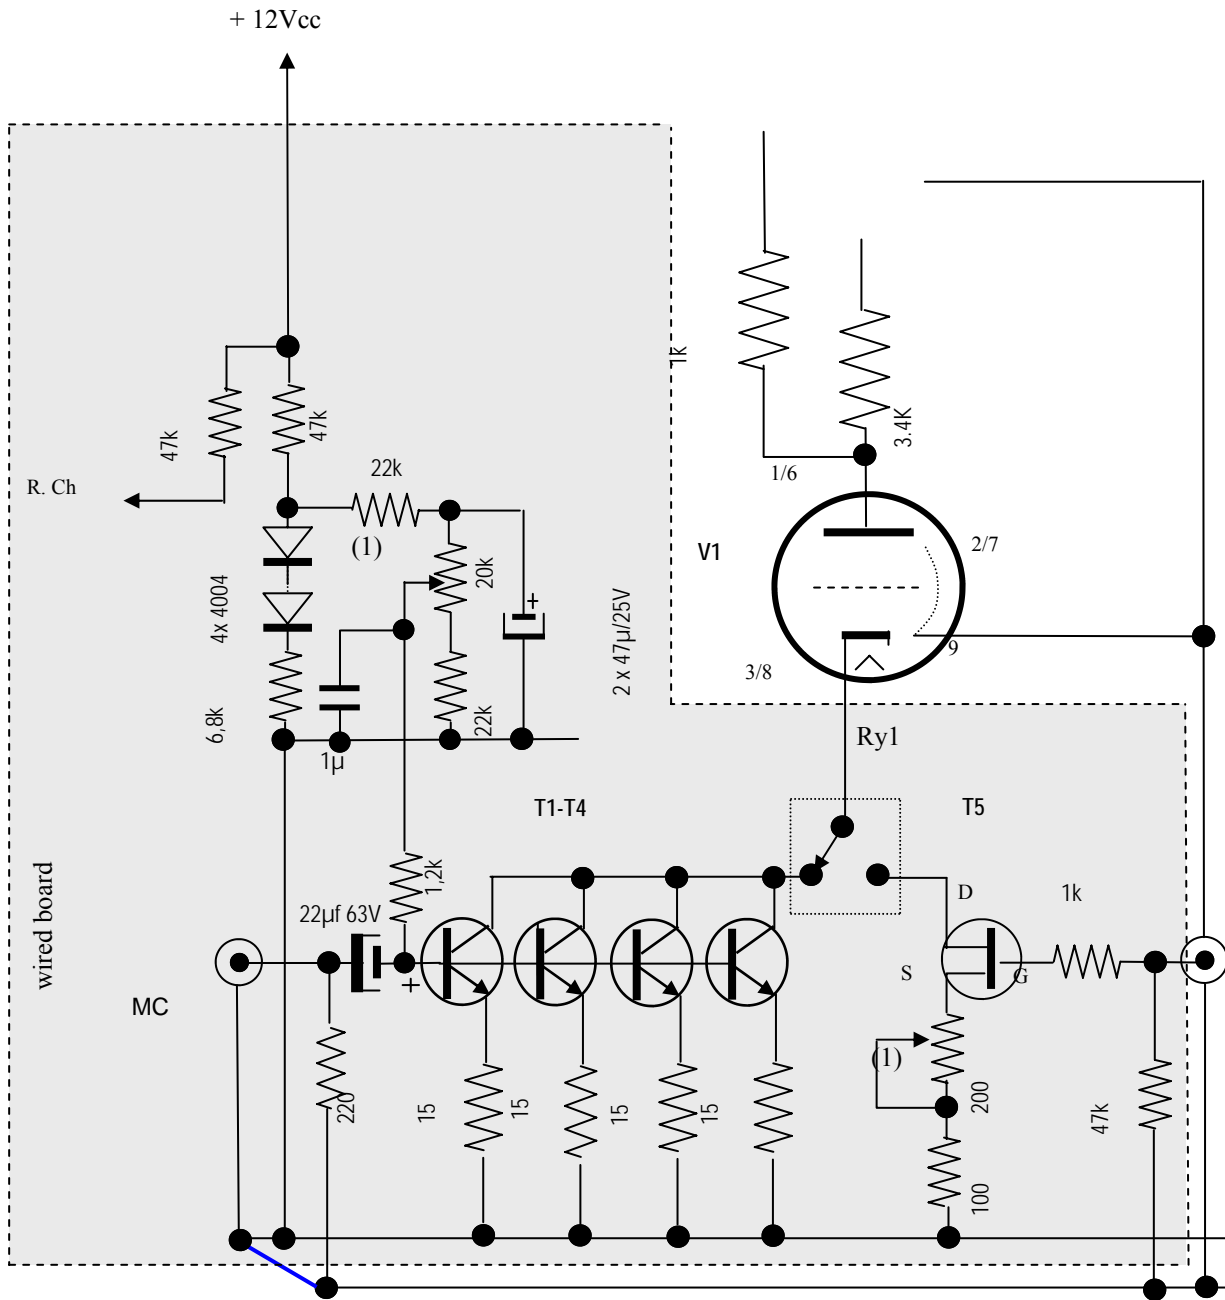 + 12Vcc
1k
3.4K
47k
47k
22k
R. Ch
(1)
1/6
V1
2/7
4x 4004
20k
2 x 47µ/25V
+
9
3/8
6,8k
22k
1µ
Ry1
T1-T4
T5
wired board
1,2k
D
1k
22µf 63V
S
G
+
MC
(1)
220
15
15
15
15
200
47k
100